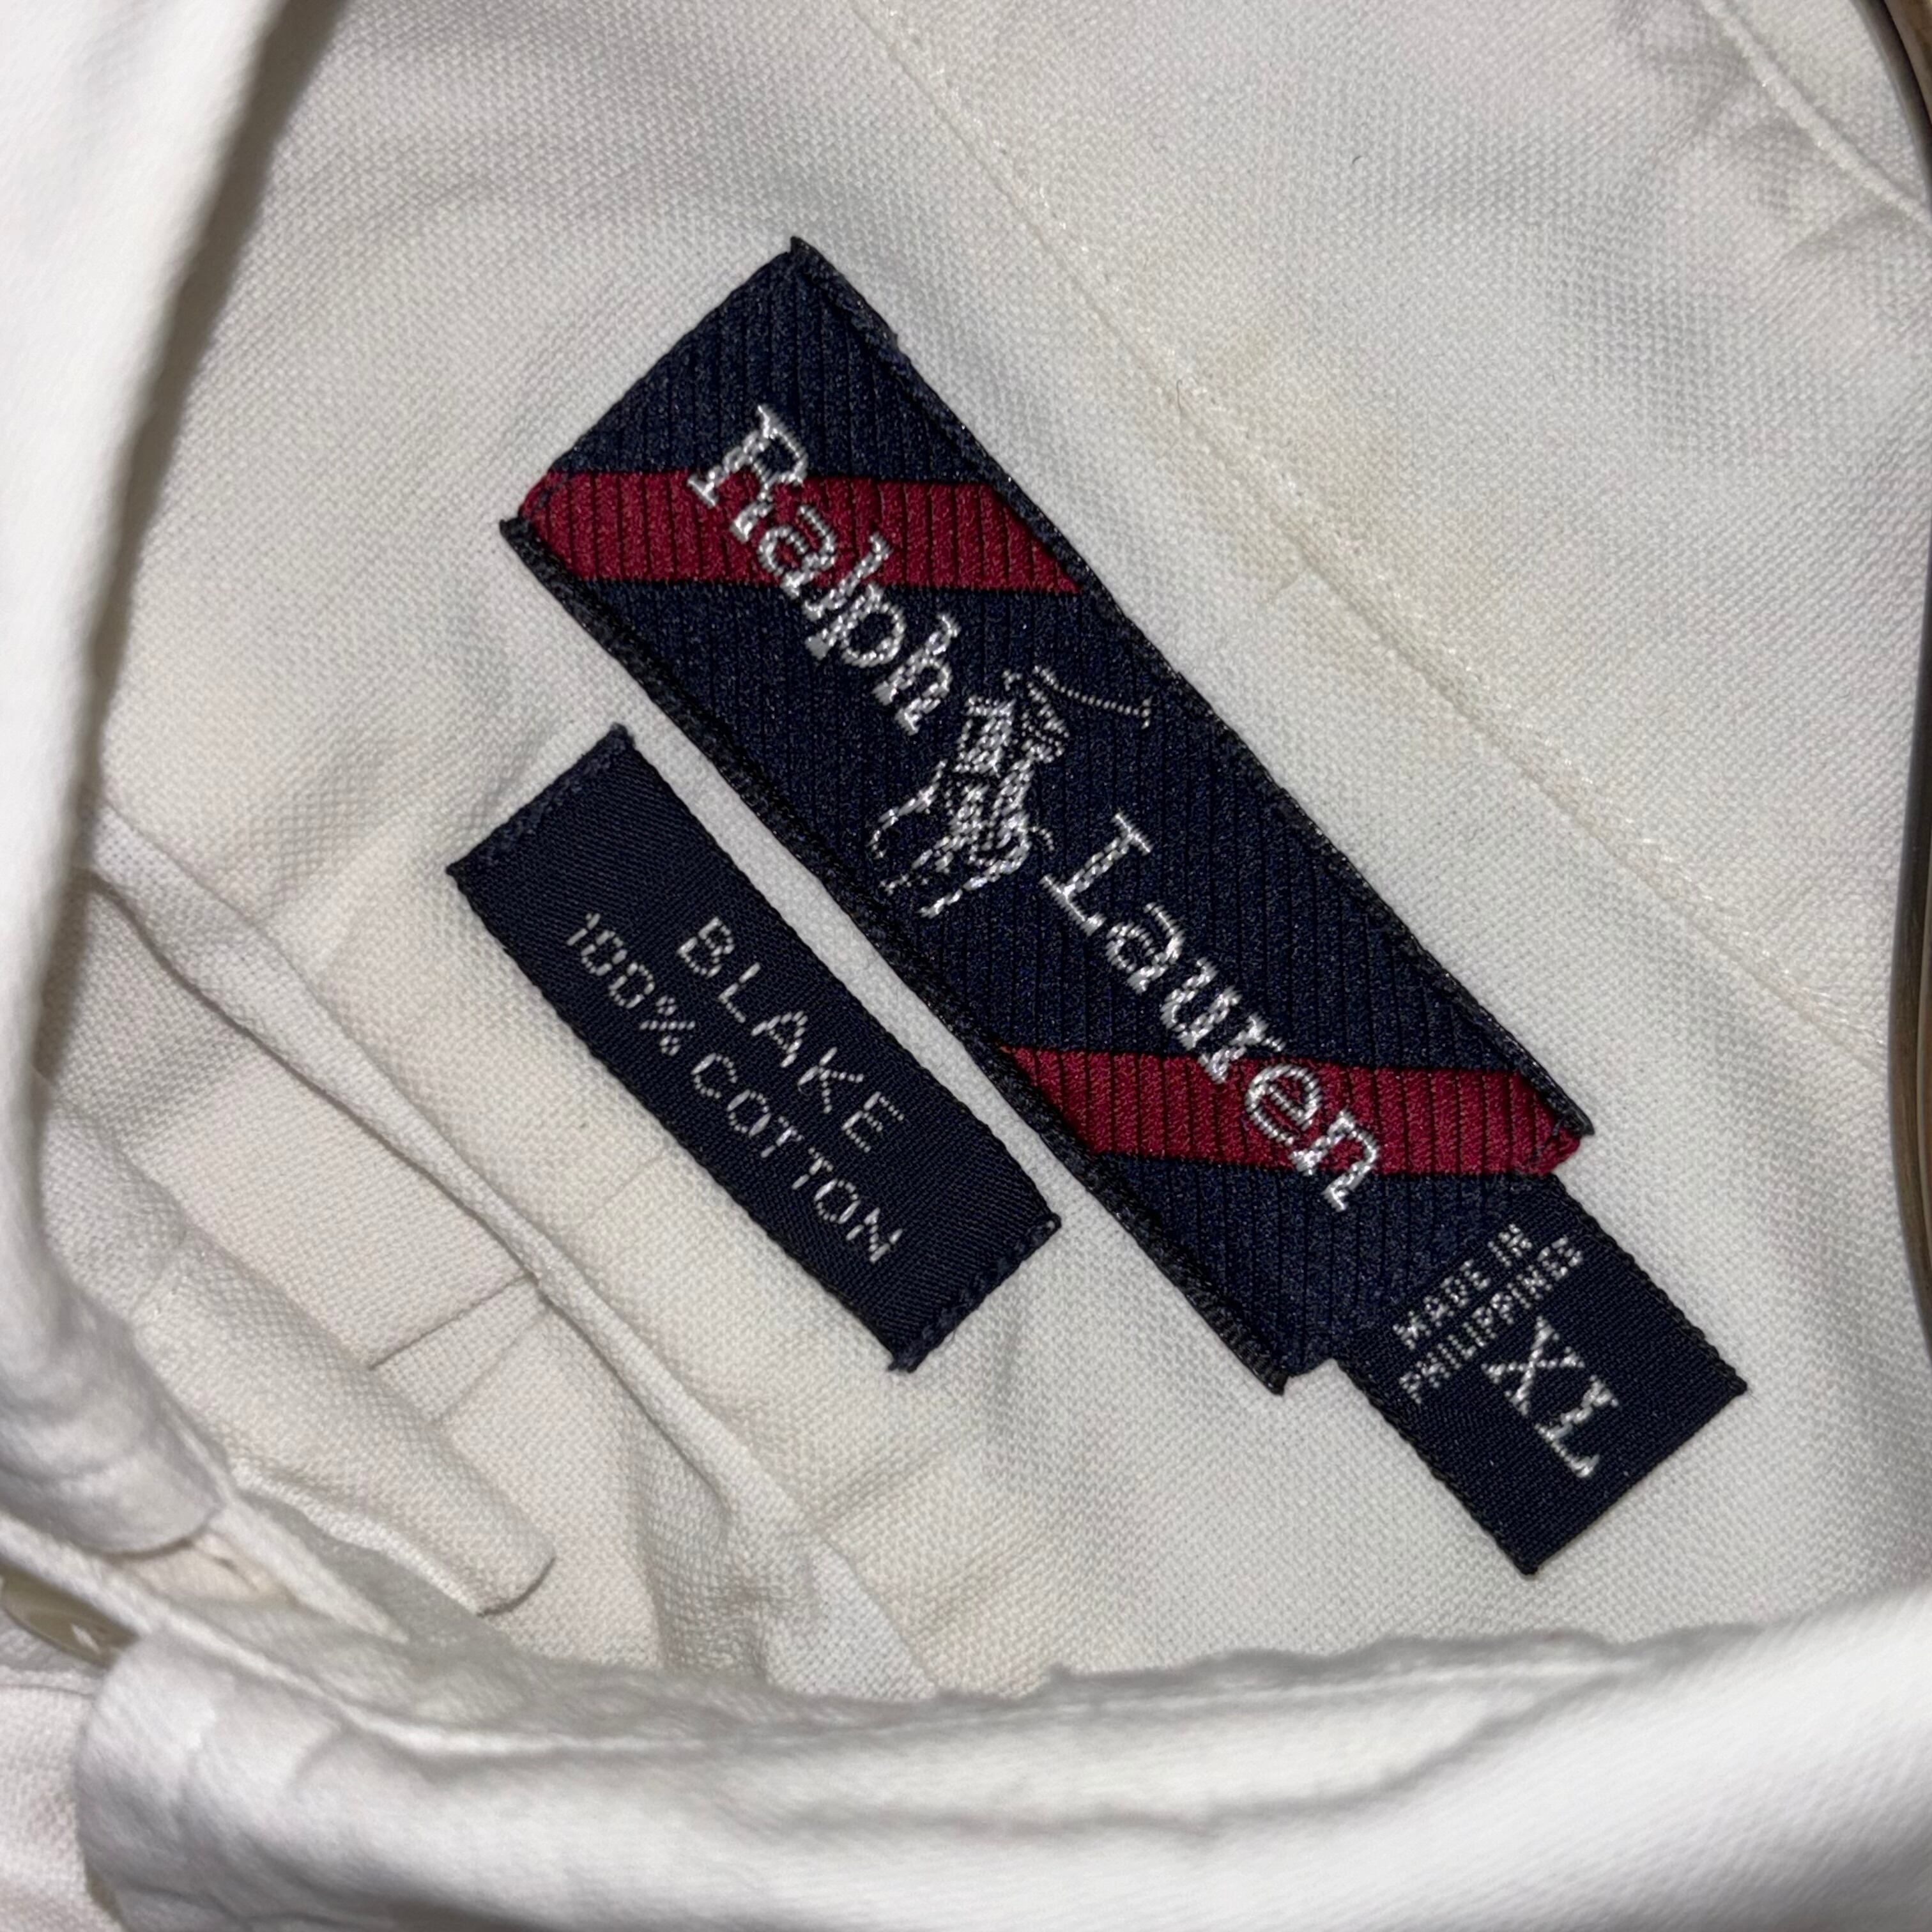 Ralph Lauren
BLAKE
100% COTTON
MADE IN
PHILIPPINES
XL